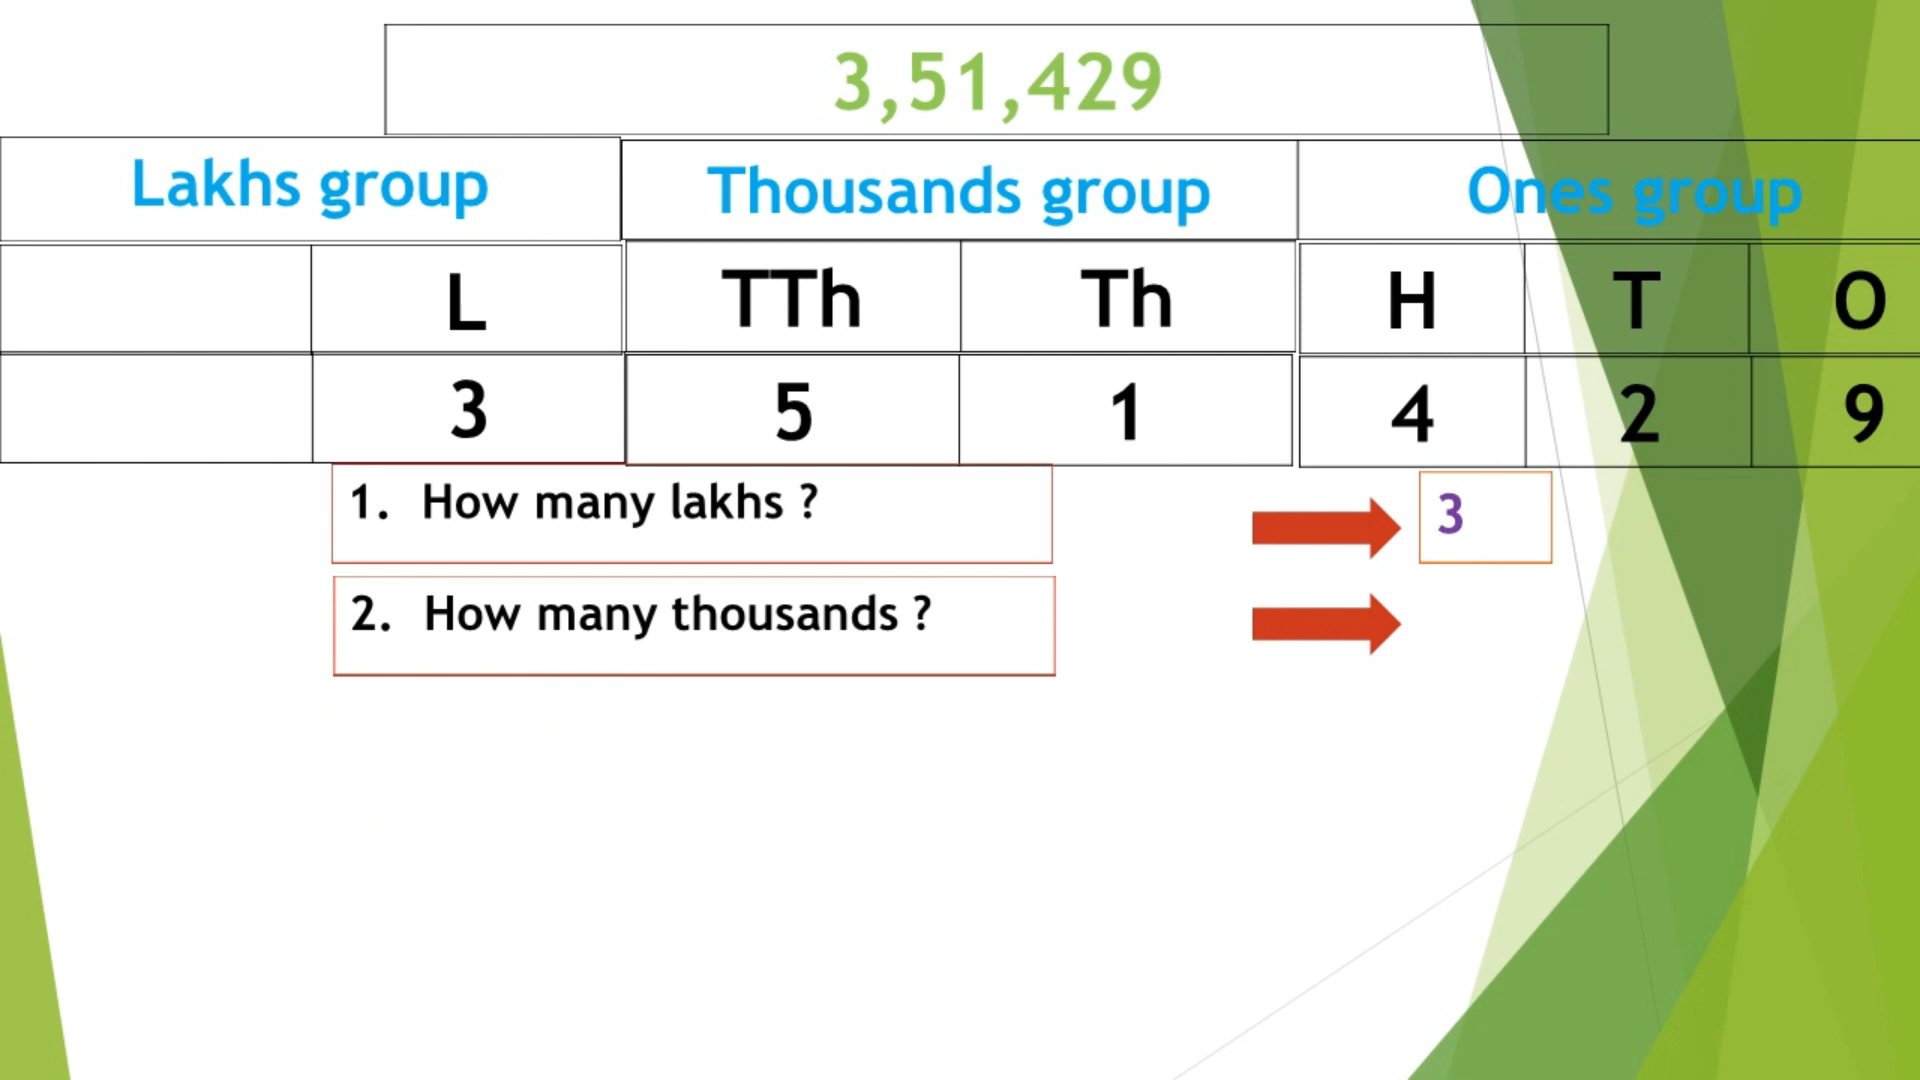 3,51,429
Lakhs group Thousands group Ones group
L TTh Th H T O
3 5 1 4 2 9
1. How many lakhs ? 3
2. How many thousands ?